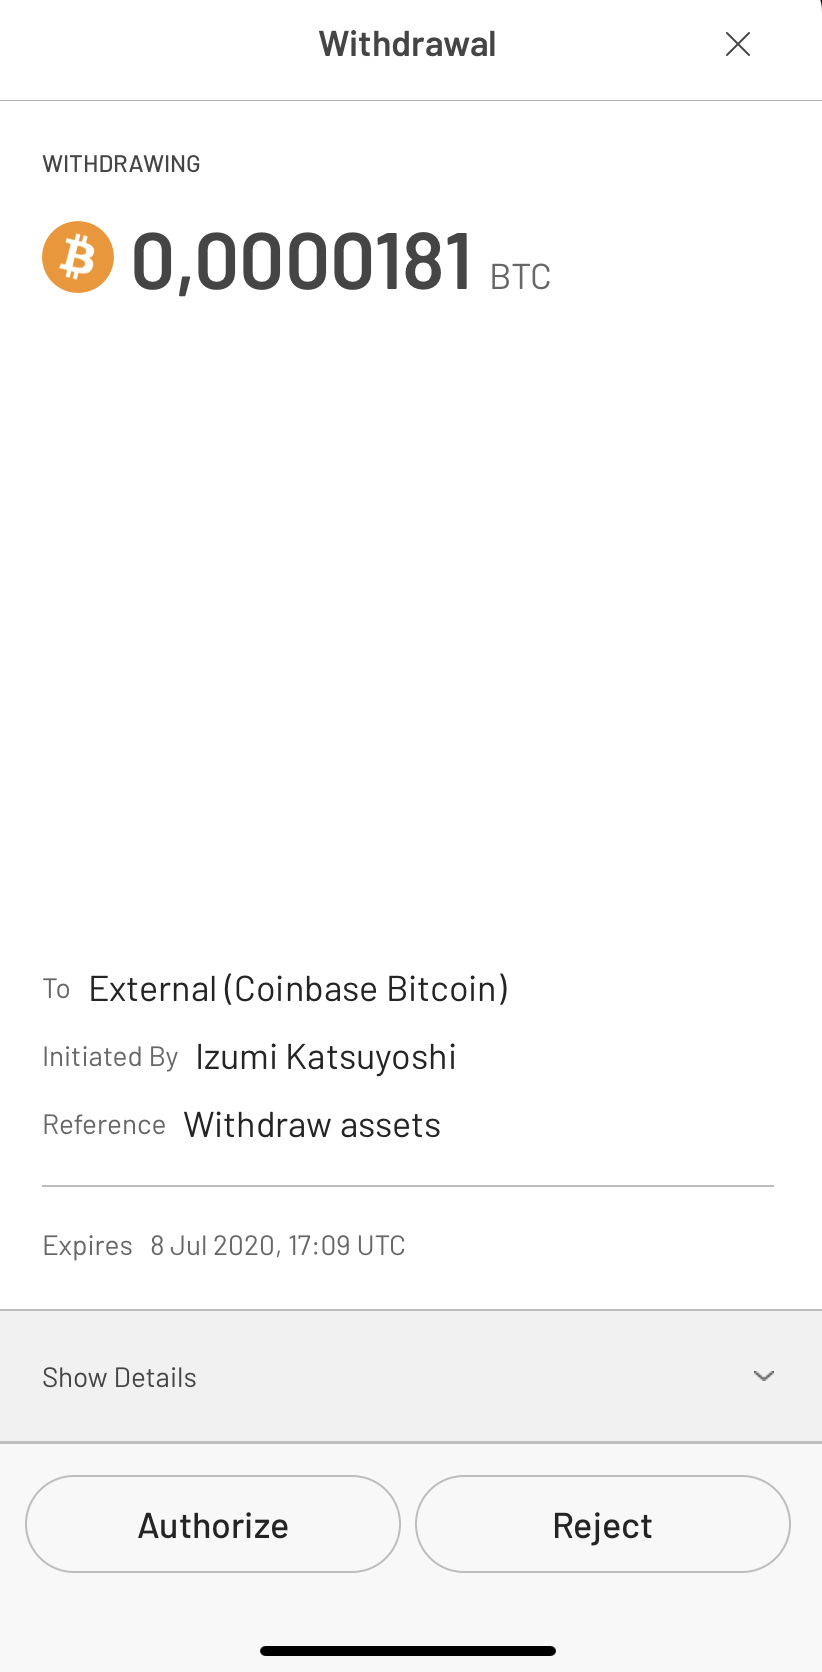 Withdrawal
WITHDRAWING
0,0000181 BTC
To External (Coinbase Bitcoin)
Initiated By Izumi Katsuyoshi
Reference Withdraw assets
Expires 8 Jul 2020, 17:09 UTC
Show Details
Authorize Reject